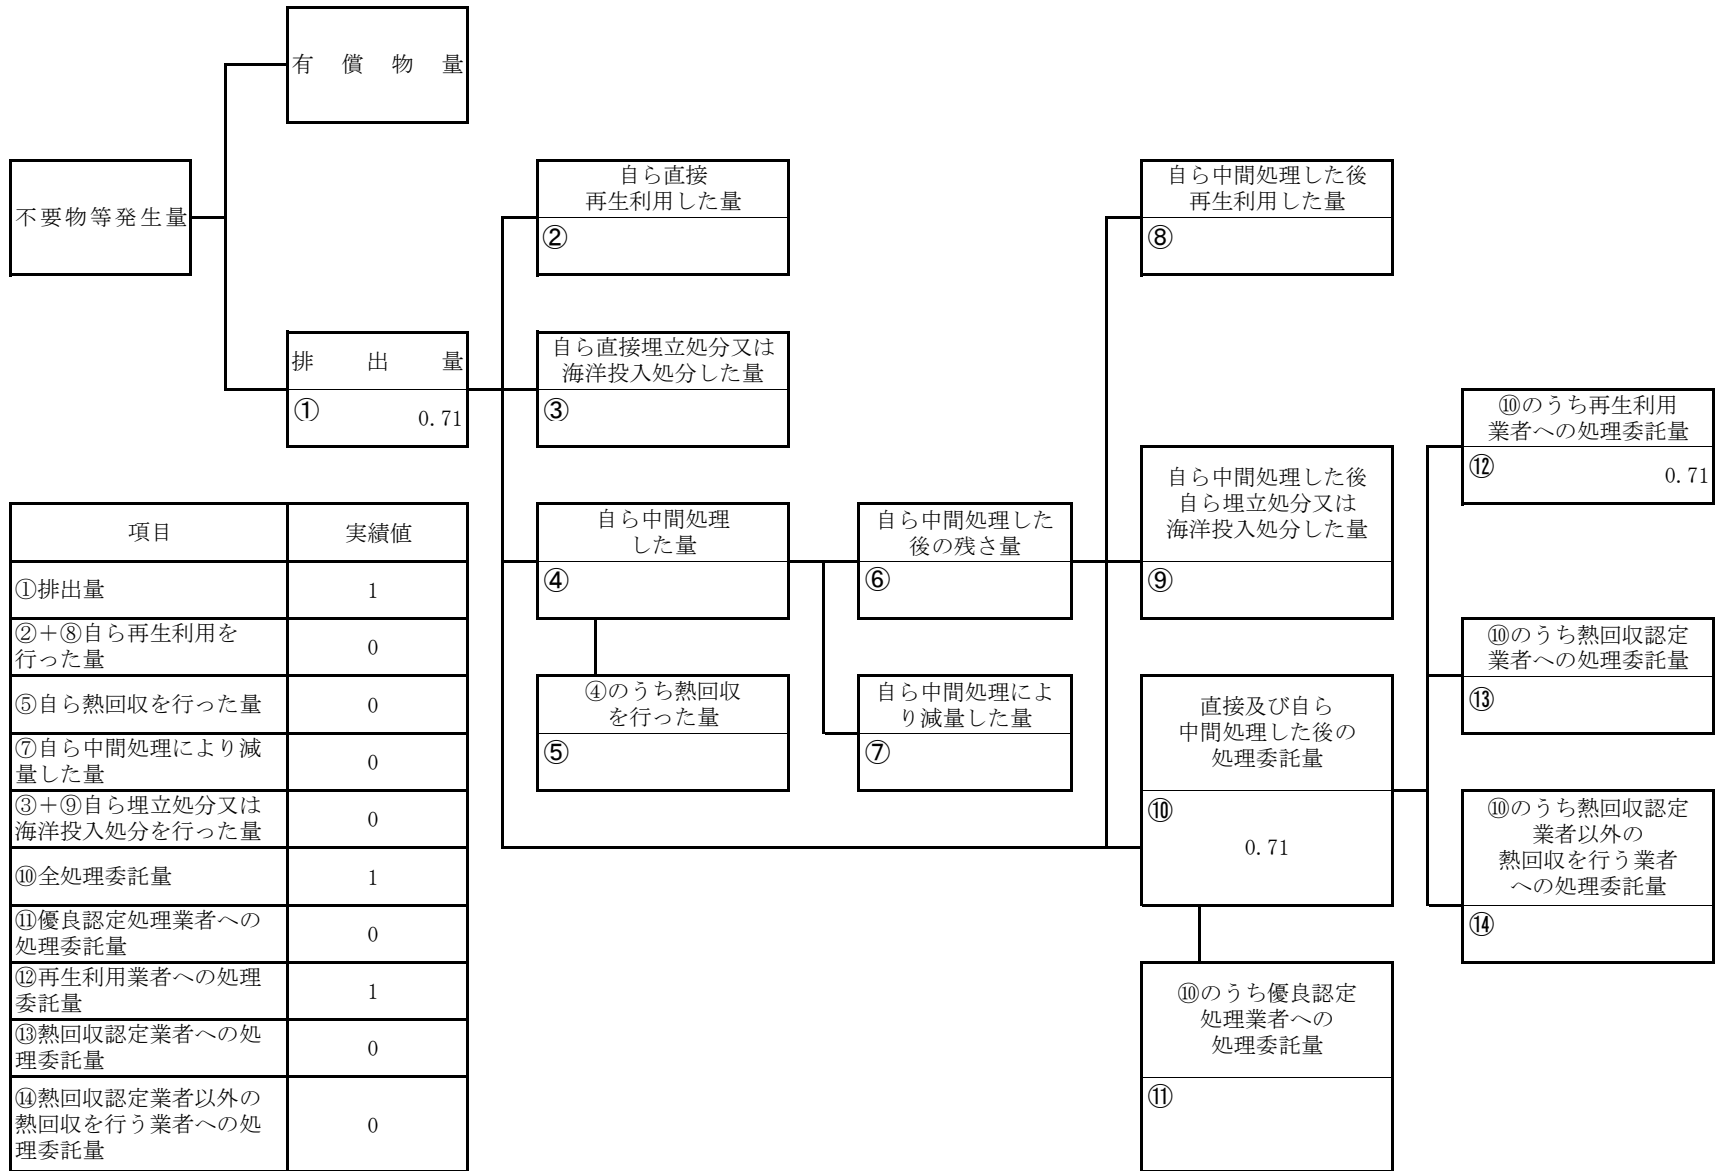 有償物量
不要物等発生量
排出量
①
0.71
自ら直接
再生利用した量
②
自ら直接埋立処分又は
海洋投入処分した量
③
自ら中間処理
した量
④
④のうち熱回収
を行った量
⑤
自ら中間処理した
後の残さ量
⑥
自ら中間処理によ
り減量した量
⑦
自ら中間処理した後
再生利用した量
⑧
自ら中間処理した後
自ら埋立処分又は
海洋投入処分した量
⑨
直接及び自ら
中間処理した後の
処理委託量
⑩
0.71
⑩のうち優良認定
処理業者への
処理委託量
⑪
⑩のうち再生利用
業者への処理委託量
⑫
0.71
⑩のうち熱回収認定
業者への処理委託量
⑬
⑩のうち熱回収認定
業者以外の
熱回収を行う業者
への処理委託量
⑭
項目 実績値
①排出量 1
②+⑧自ら再生利用を
行った量 0
⑤自ら熱回収を行った量 0
⑦自ら中間処理により減
量した量 0
③+⑨自ら埋立処分又は
海洋投入処分を行った量 0
⑩全処理委託量 1
⑪優良認定処理業者への
処理委託量 0
⑫再生利用業者への処理
委託量 1
⑬熱回収認定業者への処
理委託量 0
⑭熱回収認定業者以外の
熱回収を行う業者への処
理委託量 0